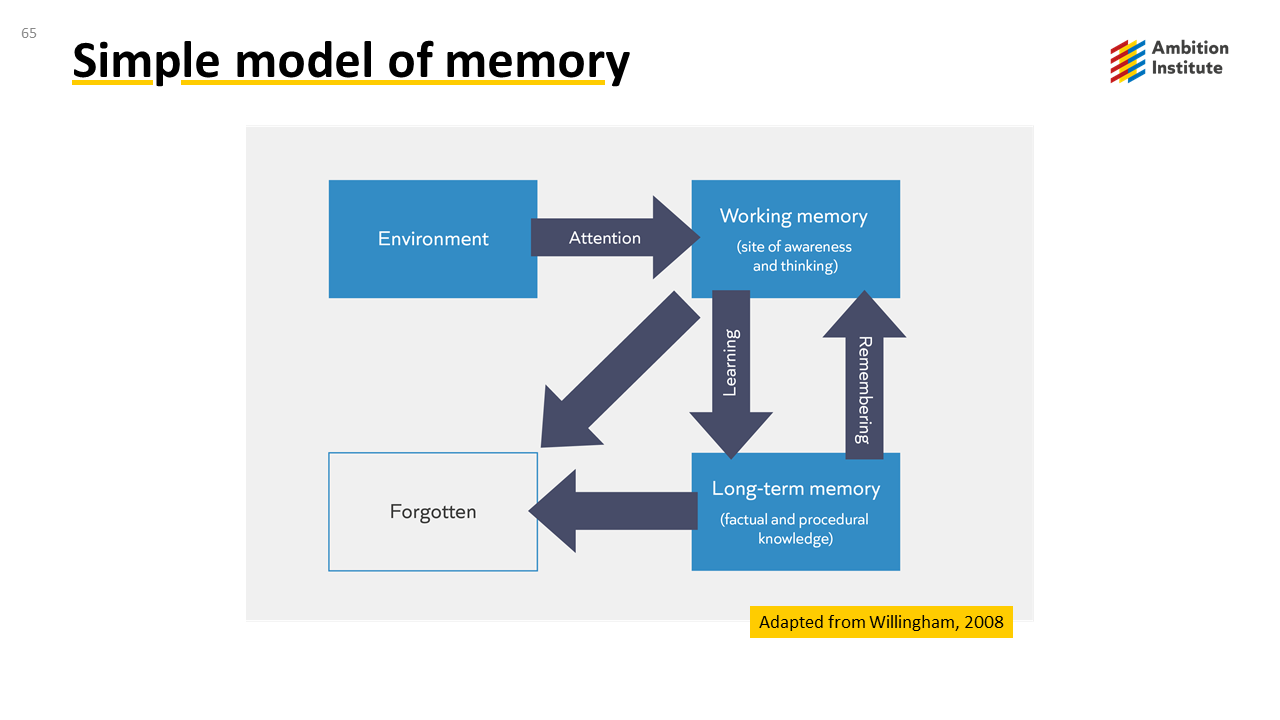 65
Simple model of memory
Ambition
Institute
Environment
Attention
Working memory
(site of awareness
and thinking)
Learning
Remembering
Forgotten
Long-term memory
(factual and procedural
knowledge)
Adapted from Willingham, 2008